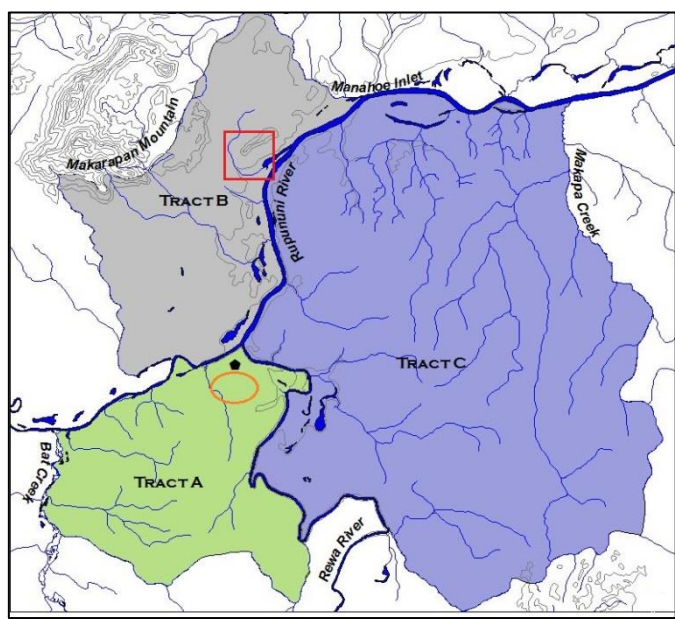 Manahoe Inlet
Makarapan Mountain
Makapa Creek
TRACT B
Rupununi River
TRACT C
Bat Creek
TRACT A
Rewa River